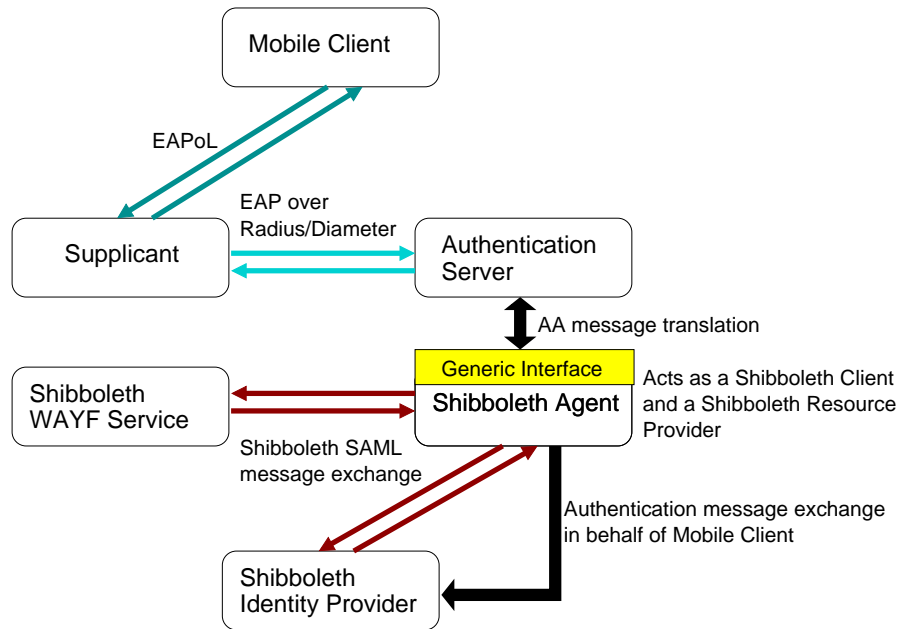 Mobile Client
EAPoL
EAP over
Radius/Diameter
Supplicant
Authentication
Server
AA message translation
Generic Interface
Shibboleth Agent
Acts as a Shibboleth Client
and a Shibboleth Resource
Provider
Shibboleth
WAYF Service
Shibboleth SAML
message exchange
Authentication message exchange
in behalf of Mobile Client
Shibboleth
Identity Provider